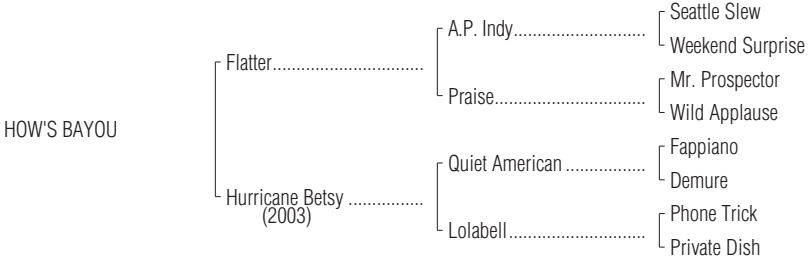 Seattle Slew
A.P. Indy..............................
Weekend Surprise
Flatter..................................
Mr. Prospector
Praise..................................
Wild Applause
HOW'S BAYOU
Fappiano
Quiet American ..................
Demure
Hurricane Betsy .................
(2003)
Phone Trick
Lolabell...............................
Private Dish